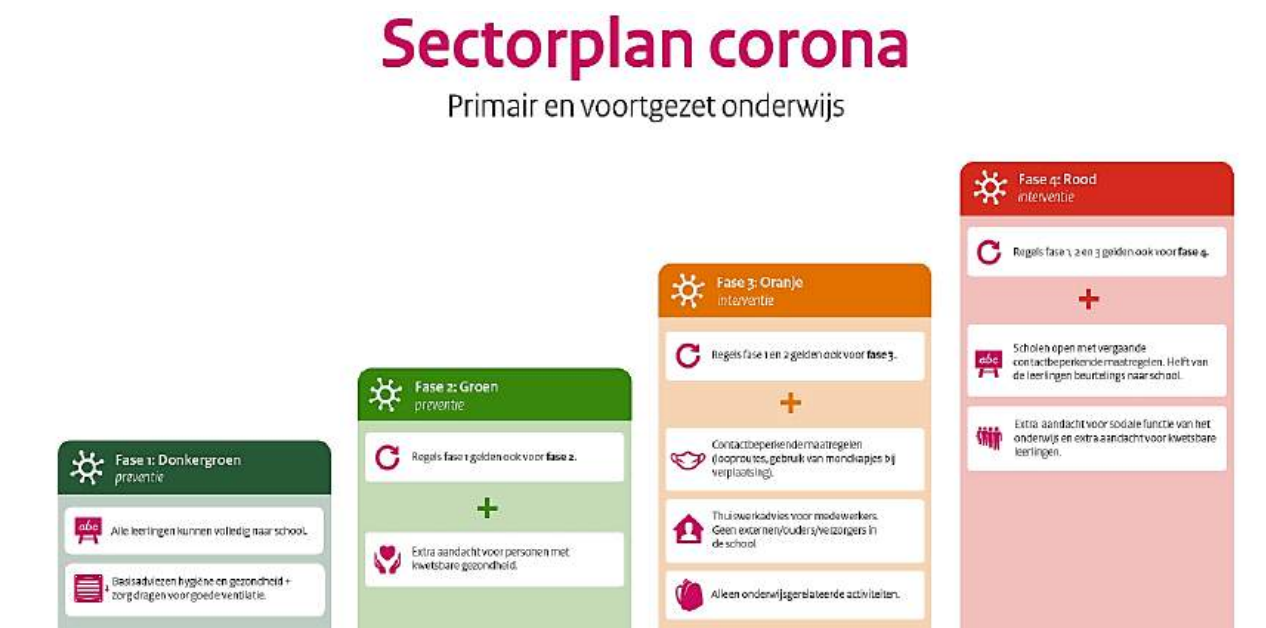 Sectorplan corona
Primair en voortgezet onderwijs
Fase 1: Donkergroen
preventie
abc
Alle leerlingen kunnen volledig naar school.
Basisadviezen hygiëne en gezondheid +
zorg dragen voor goede ventilatie.
Fase 2: Groen
preventie
Regels fase 1 gelden ook voor fase 2.
+
Extra aandacht voor personen met
kwetsbare gezondheid.
Fase 3: Oranje
interventie
Regels fase 1 en 2 gelden ook voor fase 3.
+
Contactbeperkende maatregelen
(looproutes, gebruik van mondkapjes bij
verplaatsing).
Thuiswerkadvies voor medewerkers.
Geen externen/ouders/verzorgers in
de school
Alleen onderwijsgerelateerde activiteiten.
Fase 4: Rood
interventie
Regels fase 1, 2 en 3 gelden ook voor fase 4.
+
abc
Scholen open met vergaande
contactbeperkende maatregelen. Helft van
de leerlingen beurtelings naar school.
Extra aandacht voor sociale functie van het
onderwijs en extra aandacht voor kwetsbare
leerlingen.